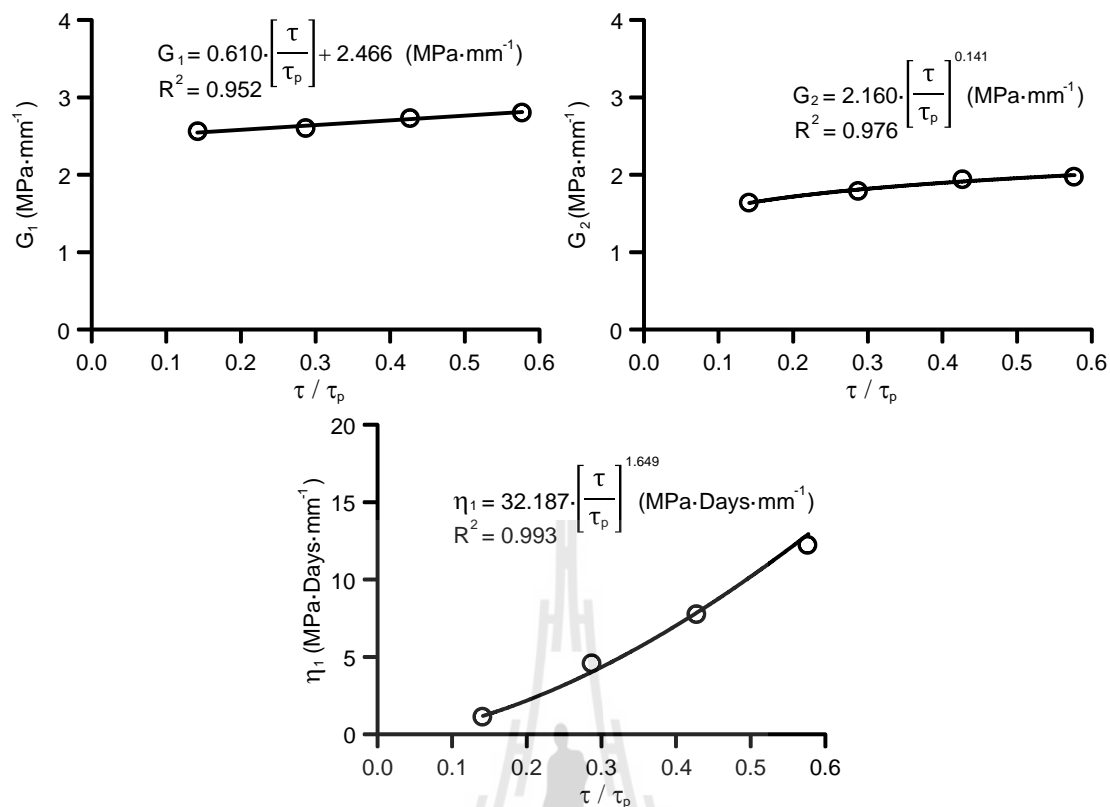 4
3
2
1
0
G₁ (MPa·mm⁻¹)
G₁ = 0.610·[τ/τₚ] + 2.466 (MPa·mm⁻¹)
R² = 0.952
0.0 0.1 0.2 0.3 0.4 0.5 0.6
τ / τₚ
4
3
2
1
0
G₂ (MPa·mm⁻¹)
G₂ = 2.160·[τ/τₚ]^0.141 (MPa·mm⁻¹)
R² = 0.976
0.0 0.1 0.2 0.3 0.4 0.5 0.6
τ / τₚ
20
15
10
5
0
η₁ (MPa·Days·mm⁻¹)
η₁ = 32.187·[τ/τₚ]^1.649 (MPa·Days·mm⁻¹)
R² = 0.993
0.0 0.1 0.2 0.3 0.4 0.5 0.6
τ / τₚ